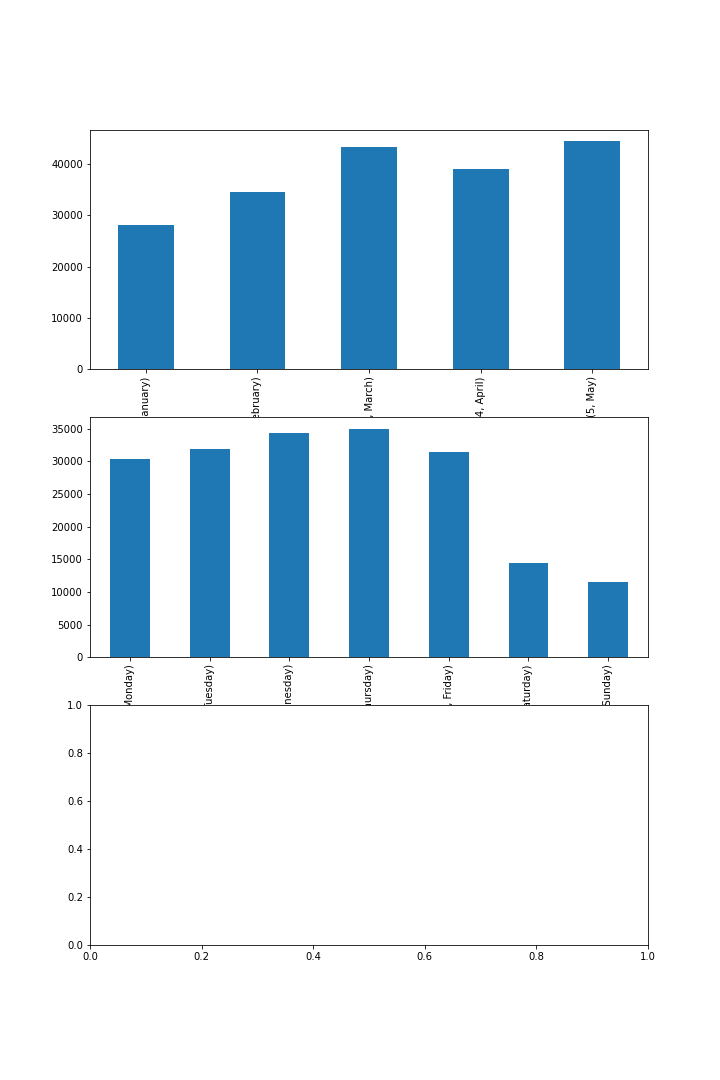 40000
30000
20000
10000
0
anuary)
ebruary)
, March)
4, April)
(5, May)
35000
30000
25000
20000
15000
10000
5000
0
Monday)
uesday)
nesday)
ursday)
, Friday)
aturday)
Sunday)
1.0
0.8
0.6
0.4
0.2
0.0
0.0 0.2 0.4 0.6 0.8 1.0